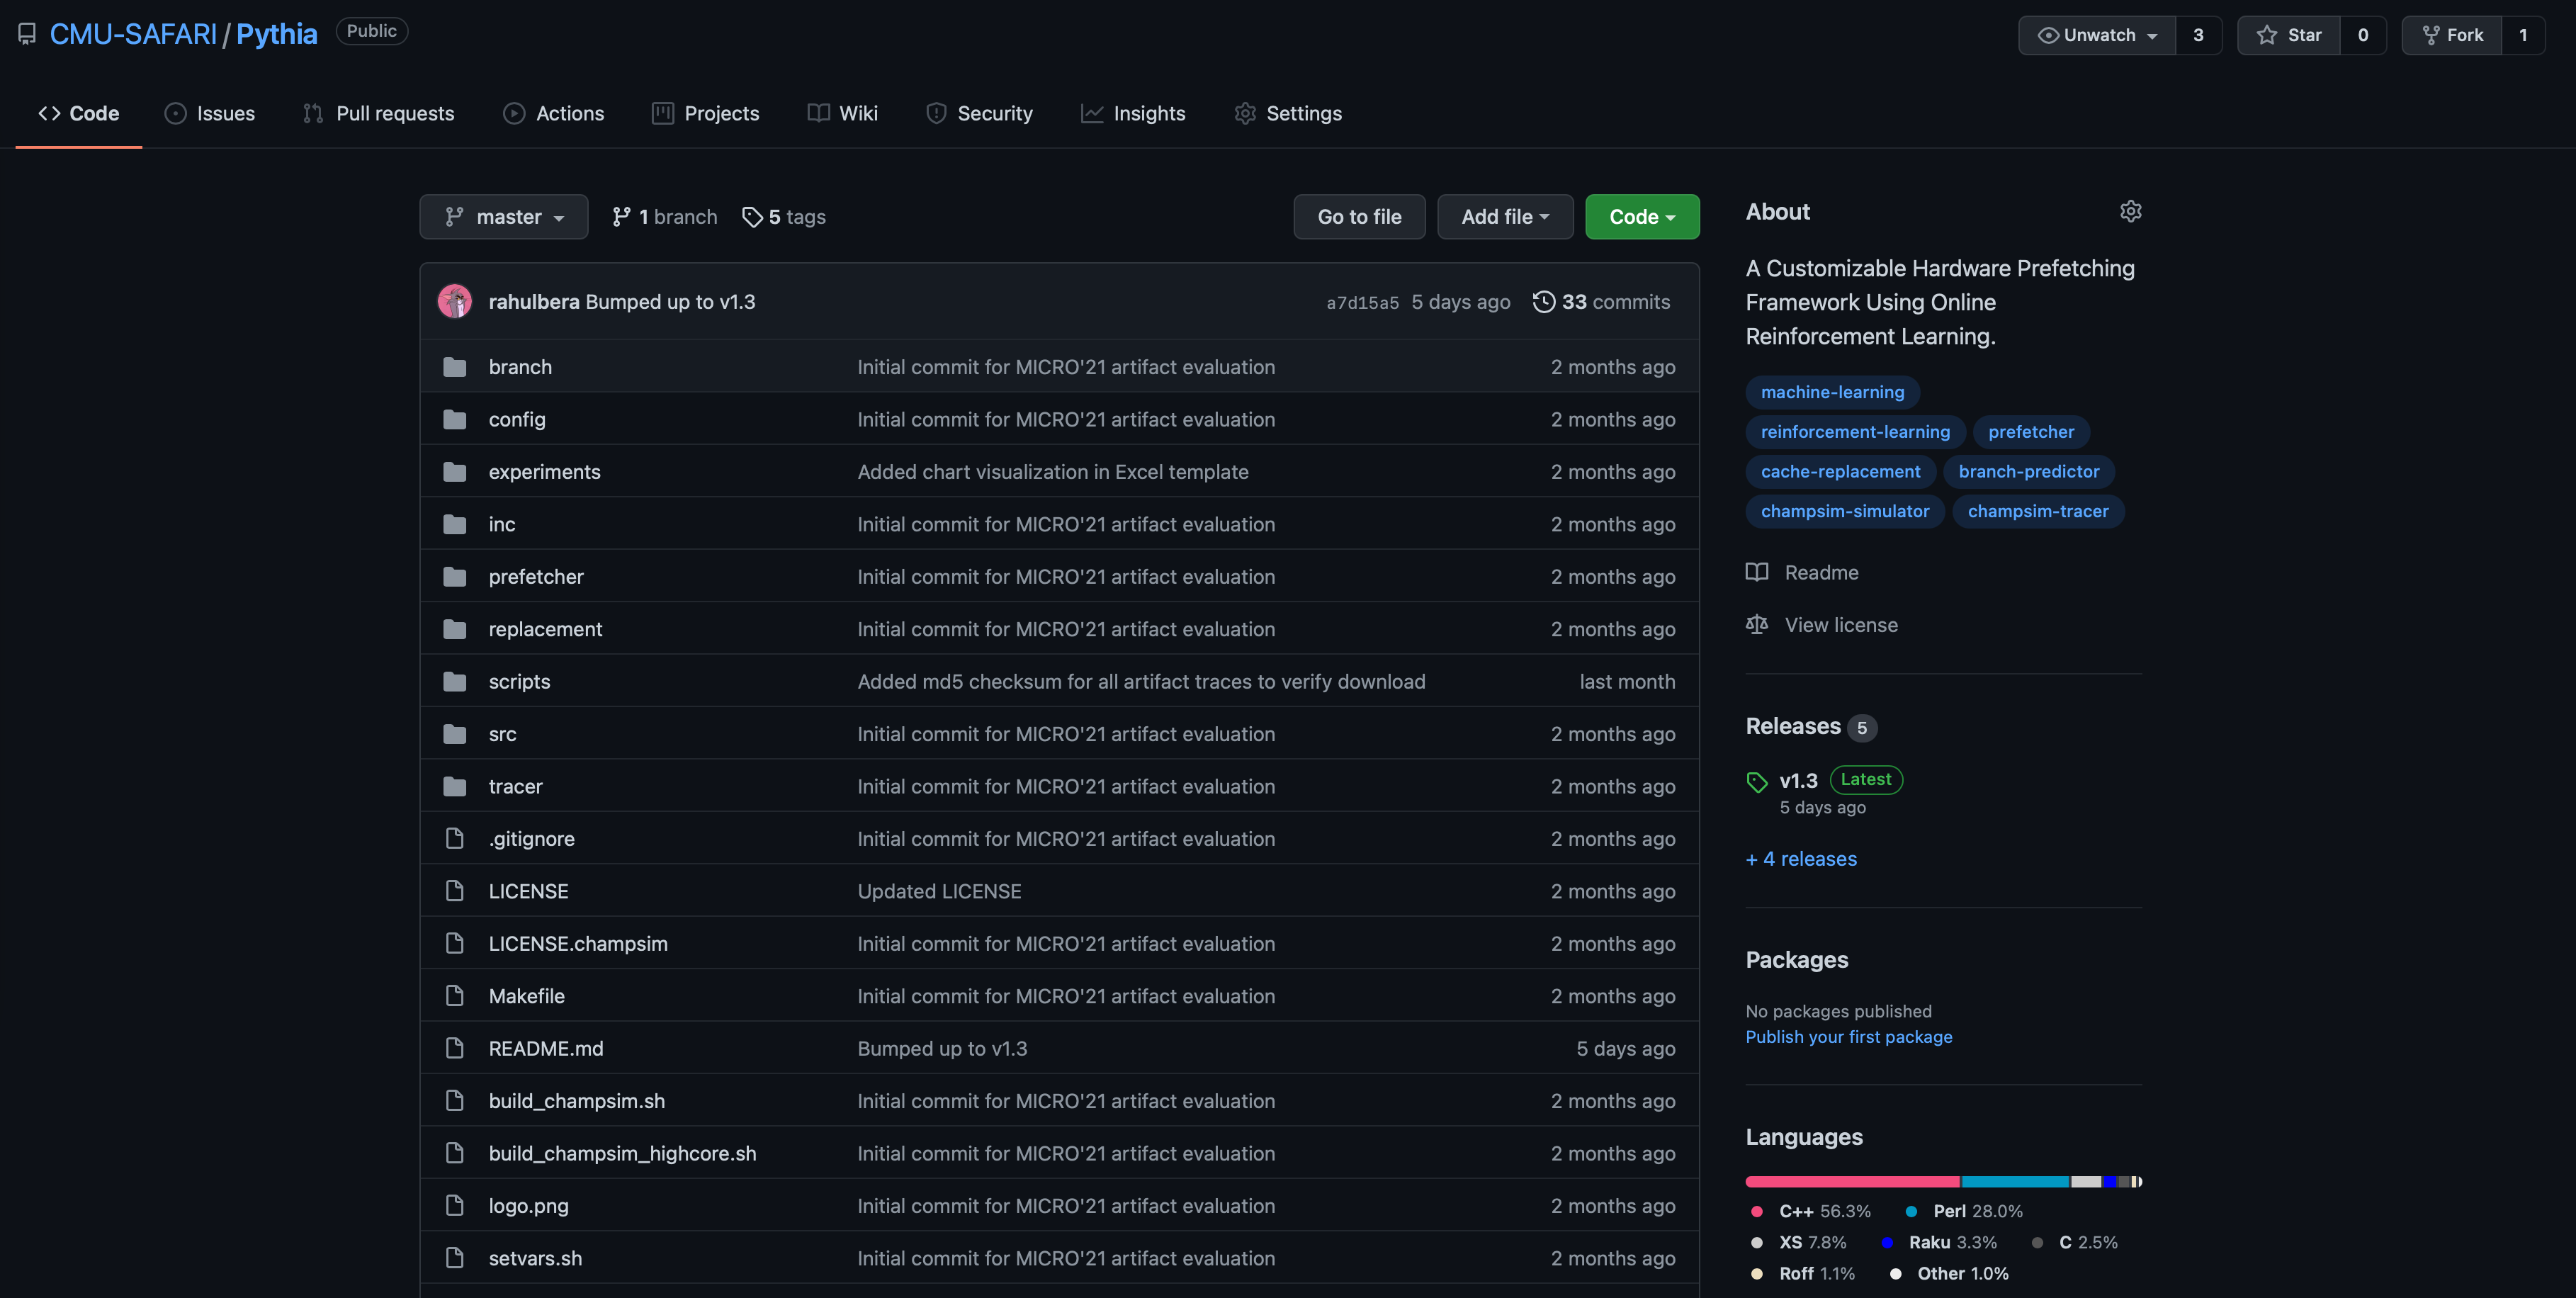 CMU-SAFARI / Pythia Public
Unwatch 3 Star 0 Fork 1
Code Issues Pull requests Actions Projects Wiki Security Insights Settings
master 1 branch 5 tags Go to file Add file Code
rahulbera Bumped up to v1.3 a7d15a5 5 days ago 33 commits
branch Initial commit for MICRO'21 artifact evaluation 2 months ago
config Initial commit for MICRO'21 artifact evaluation 2 months ago
experiments Added chart visualization in Excel template 2 months ago
inc Initial commit for MICRO'21 artifact evaluation 2 months ago
prefetcher Initial commit for MICRO'21 artifact evaluation 2 months ago
replacement Initial commit for MICRO'21 artifact evaluation 2 months ago
scripts Added md5 checksum for all artifact traces to verify download last month
src Initial commit for MICRO'21 artifact evaluation 2 months ago
tracer Initial commit for MICRO'21 artifact evaluation 2 months ago
.gitignore Initial commit for MICRO'21 artifact evaluation 2 months ago
LICENSE Updated LICENSE 2 months ago
LICENSE.champsim Initial commit for MICRO'21 artifact evaluation 2 months ago
Makefile Initial commit for MICRO'21 artifact evaluation 2 months ago
README.md Bumped up to v1.3 5 days ago
build_champsim.sh Initial commit for MICRO'21 artifact evaluation 2 months ago
build_champsim_highcore.sh Initial commit for MICRO'21 artifact evaluation 2 months ago
logo.png Initial commit for MICRO'21 artifact evaluation 2 months ago
setvars.sh Initial commit for MICRO'21 artifact evaluation 2 months ago
About
A Customizable Hardware Prefetching
Framework Using Online
Reinforcement Learning.
machine-learning
reinforcement-learning prefetcher
cache-replacement branch-predictor
champsim-simulator champsim-tracer
Readme
View license
Releases 5
v1.3 Latest
5 days ago
+ 4 releases
Packages
No packages published
Publish your first package
Languages
C++ 56.3% Perl 28.0%
XS 7.8% Raku 3.3% C 2.5%
Roff 1.1% Other 1.0%